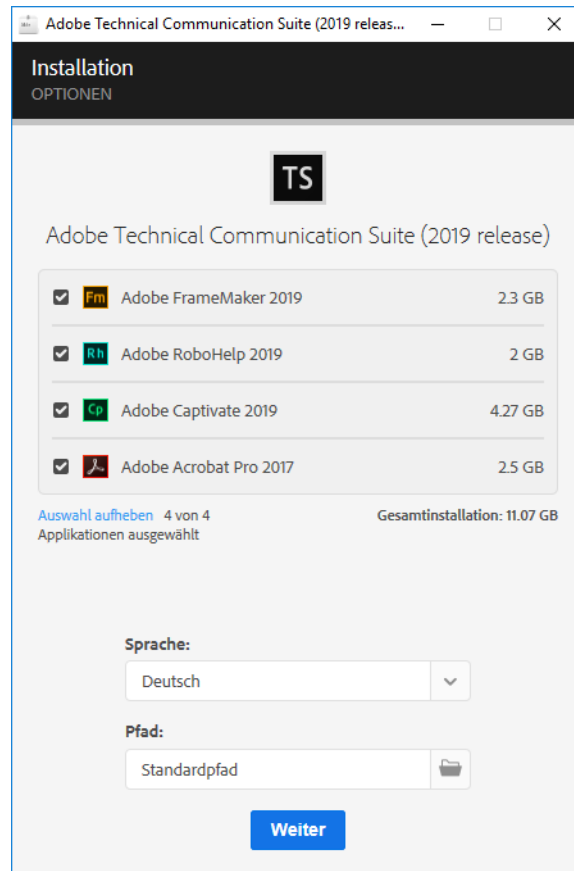 Adobe Technical Communication Suite (2019 releas...
Installation
OPTIONEN
TS
Adobe Technical Communication Suite (2019 release)
Fm Adobe FrameMaker 2019 2.3 GB
Rh Adobe RoboHelp 2019 2 GB
Cp Adobe Captivate 2019 4.27 GB
Adobe Acrobat Pro 2017 2.5 GB
Auswahl aufheben 4 von 4 Gesamtinstallation: 11.07 GB
Applikationen ausgewählt
Sprache:
Deutsch
Pfad:
Standardpfad
Weiter